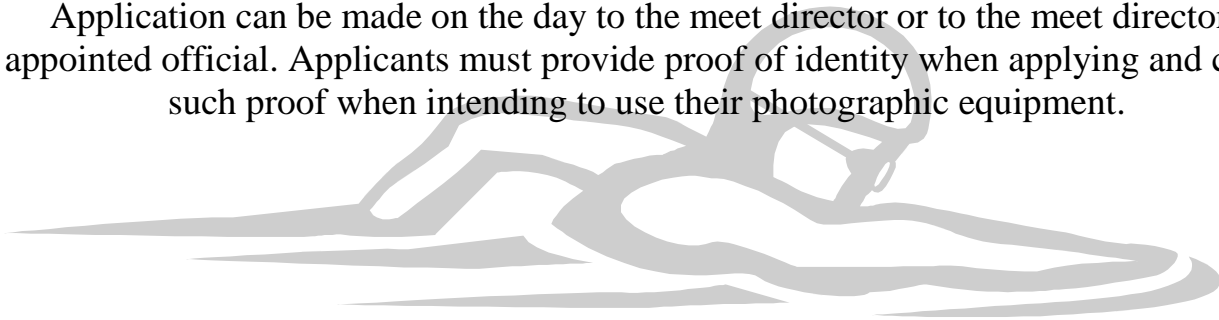 Application can be made on the day to the meet director or to the meet director
appointed official. Applicants must provide proof of identity when applying and
such proof when intending to use their photographic equipment.